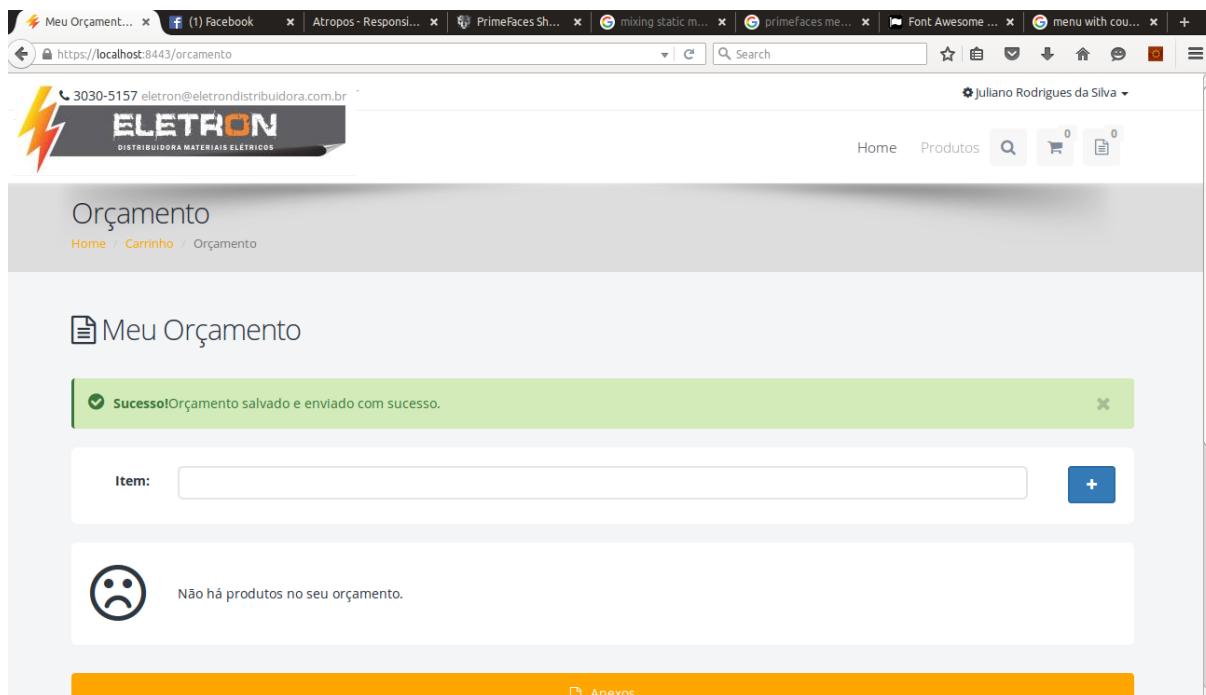 Meu Orçament... (1) Facebook Atropos - Responsi... PrimeFaces Sh... mixing static m... primefaces me... Font Awesome ... menu with cou...
https://localhost:8443/orcamento Search
3030-5157 eletron@eletrondistribuidora.com.br Juliano Rodrigues da Silva
ELETRON
DISTRIBUIDORA MATERIAIS ELÉTRICOS
Home Produtos 0 0
Orçamento
Home / Carrinho / Orçamento
Meu Orçamento
Sucesso!Orçamento salvado e enviado com sucesso.
Item:
Não há produtos no seu orçamento.
Anexos